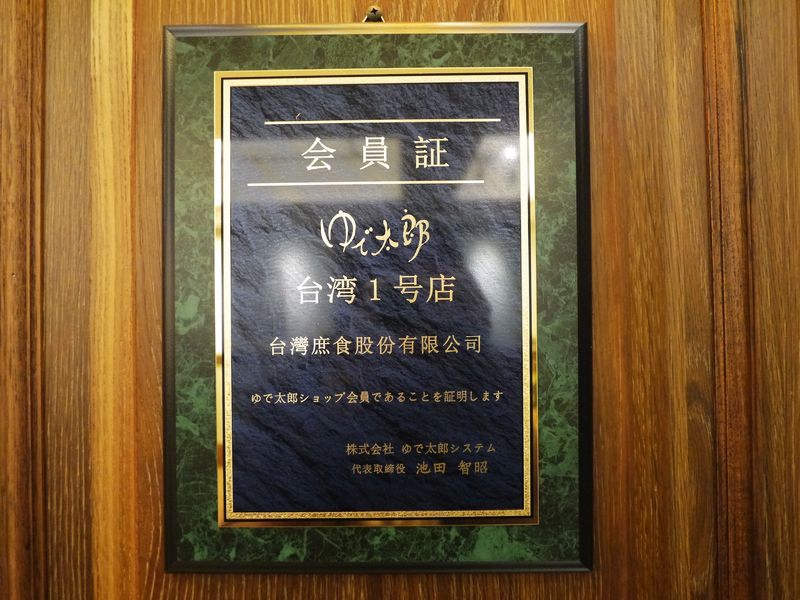 会員証
ゆで太郎
台湾1号店
台灣庶食股份有限公司
ゆで太郎ショップ会員であることを証明します
株式会社 ゆで太郎システム
代表取締役 池田 智昭